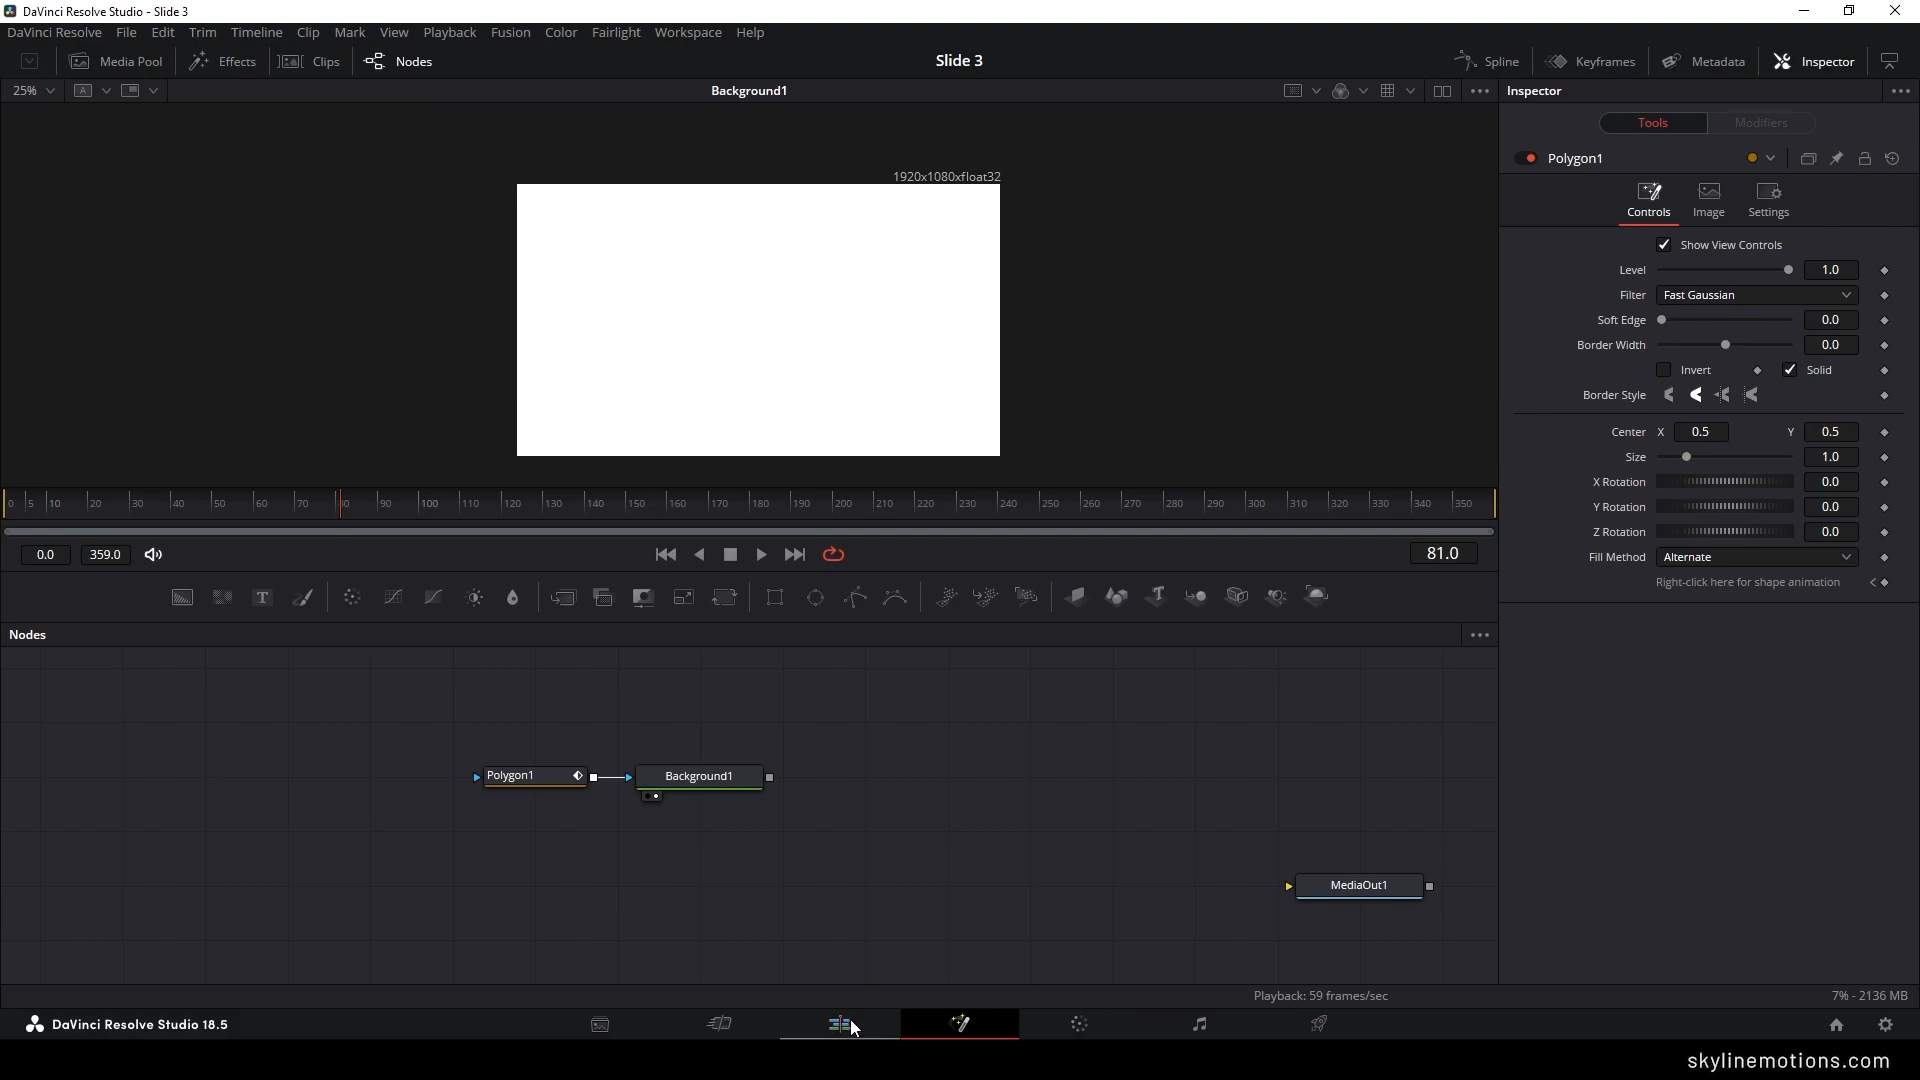 DaVinci Resolve Studio - Slide 3
DaVinci Resolve File Edit Trim Timeline Clip Mark View Playback Fusion Color Fairlight Workspace Help
Media Pool Effects Clips Nodes Slide 3 Spline Keyframes Metadata Inspector
25% A Background1 Inspector
Tools Modifiers
Polygon1
1920x1080xfloat32
Controls Image Settings
Show View Controls
Level 1.0
Filter Fast Gaussian
Soft Edge 0.0
Border Width 0.0
Invert Solid
Border Style
Center X 0.5 Y 0.5
Size 1.0
X Rotation 0.0
Y Rotation 0.0
Z Rotation 0.0
Fill Method Alternate
Right-click here for shape animation
0 5 10 20 30 40 50 60 70 80 90 100 110 120 130 140 150 160 170 180 190 200 210 220 230 240 250 260 270 280 290 300 310 320 330 340 350
0.0 359.0 81.0
T
Nodes
Polygon1 Background1
MediaOut1
Playback: 59 frames/sec 7% - 2136 MB
DaVinci Resolve Studio 18.5
skylinemotions.com